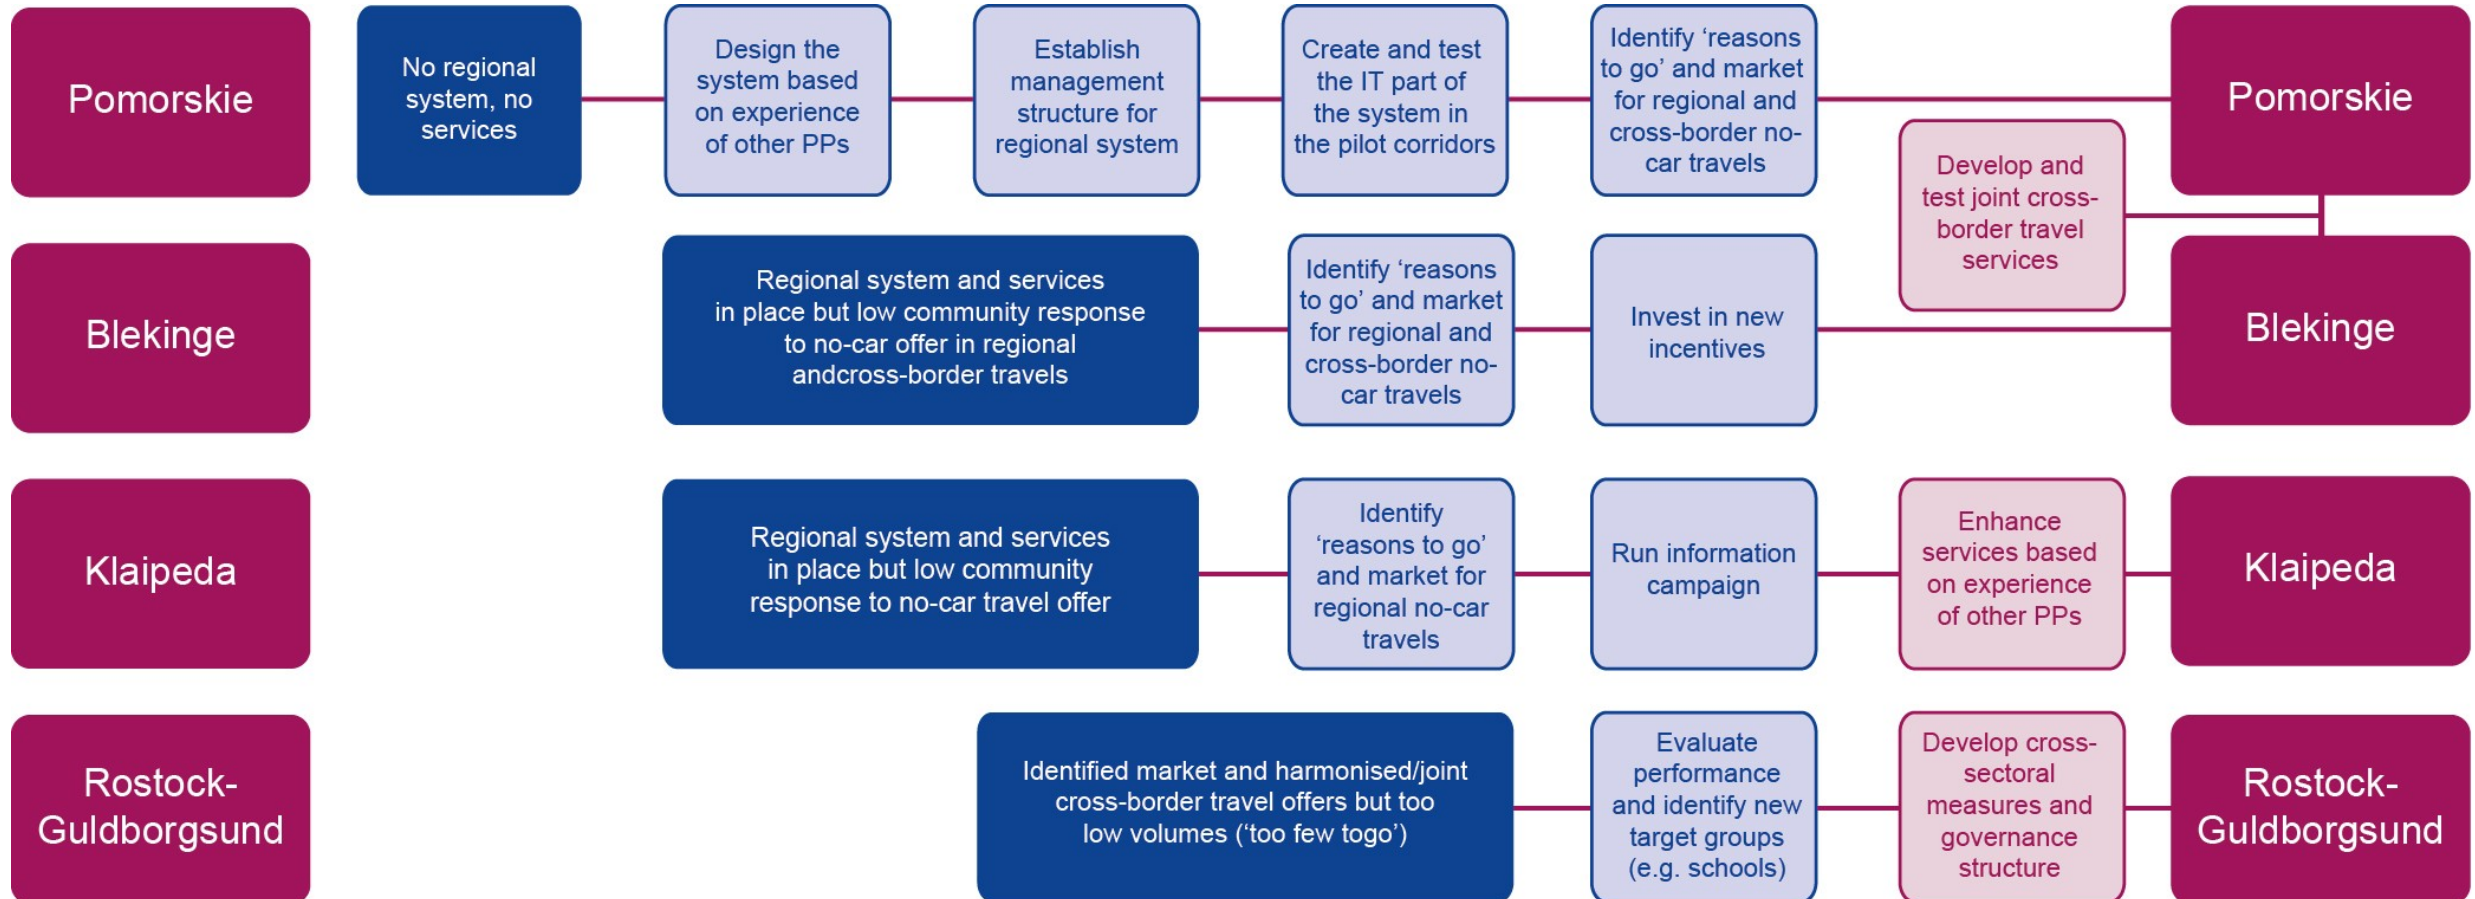 Pomorskie
No regional
system, no
services
Design the
system based
on experience
of other PPs
Establish
management
structure for
regional system
Create and test
the IT part of
the system in
the pilot corridors
Identify ‘reasons
to go’ and market
for regional and
cross-border no-
car travels
Develop and
test joint cross-
border travel
services
Pomorskie
Blekinge
Regional system and services
in place but low community response
to no-car offer in regional
andcross-border travels
Identify ‘reasons
to go’ and market
for regional and
cross-border no-
car travels
Invest in new
incentives
Blekinge
Klaipeda
Regional system and services
in place but low community
response to no-car travel offer
Identify
‘reasons to go’
and market for
regional no-car
travels
Run information
campaign
Enhance
services based
on experience
of other PPs
Klaipeda
Rostock-
Guldborgsund
Identified market and harmonised/joint
cross-border travel offers but too
low volumes (‘too few togo’)
Evaluate
performance
and identify new
target groups
(e.g. schools)
Develop cross-
sectoral
measures and
governance
structure
Rostock-
Guldborgsund